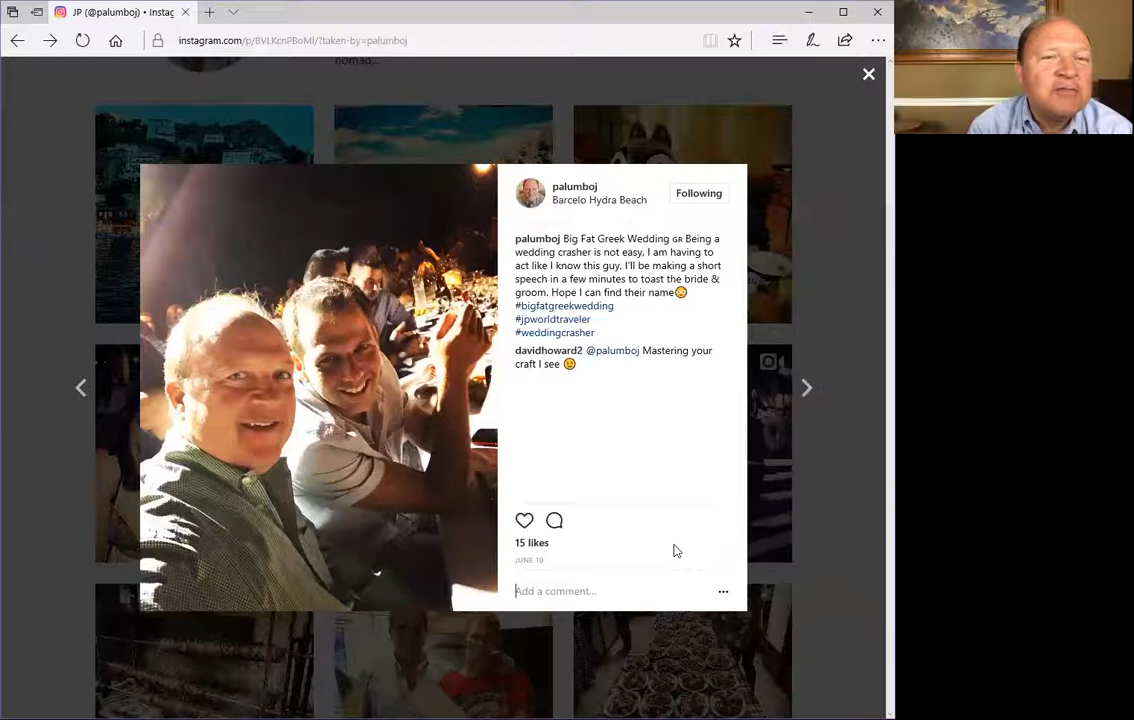 JP (@palumboj) • Instag
instagram.com/p/BVLKcnPBoMl/?taken-by=palumboj
nomad...
palumboj
Barcelo Hydra Beach
Following
palumboj Big Fat Greek Wedding GR Being a
wedding crasher is not easy, I am having to
act like I know this guy. I'll be making a short
speech in a few minutes to toast the bride &
groom. Hope I can find their name😳
#bigfatgreekwedding
#jpworldtraveler
#weddingcrasher
davidhoward2 @palumboj Mastering your
craft I see 😉
15 likes
JUNE 10
Add a comment...